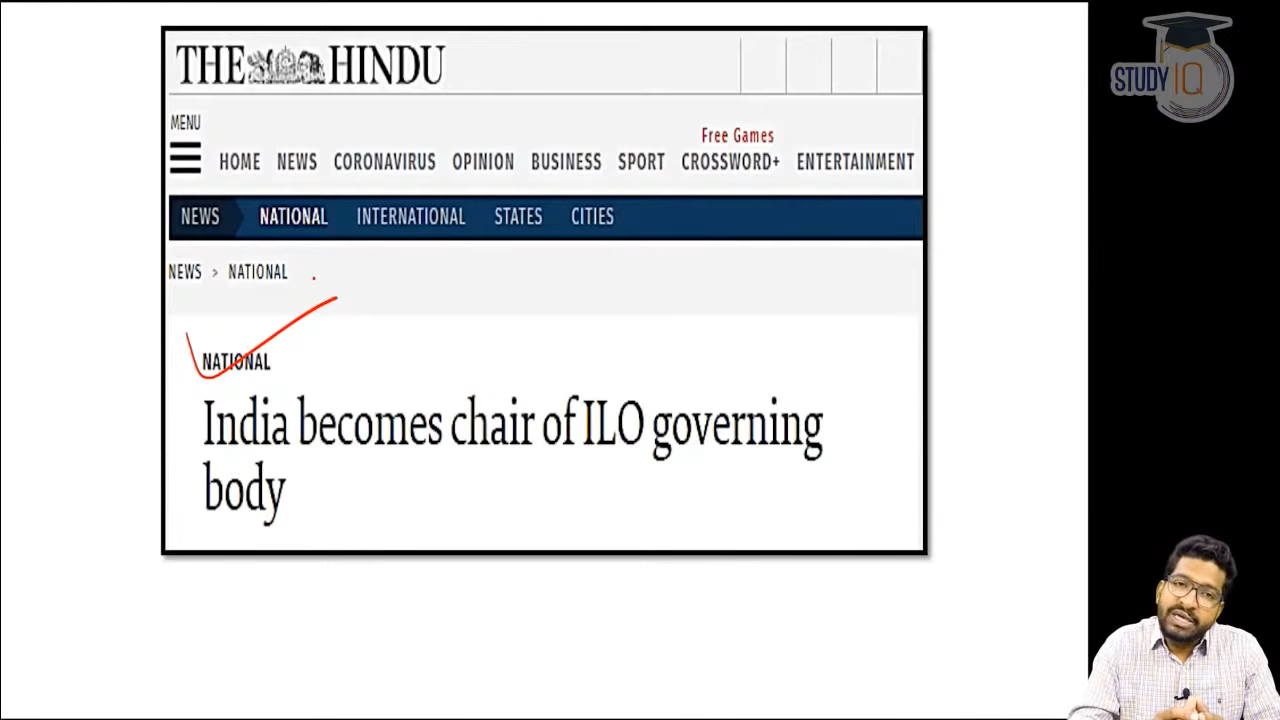 THE HINDU
STUDY IQ
MENU
Free Games
HOME NEWS CORONAVIRUS OPINION BUSINESS SPORT CROSSWORD+ ENTERTAINMENT
NEWS NATIONAL INTERNATIONAL STATES CITIES
NEWS > NATIONAL
NATIONAL
India becomes chair of ILO governing
body